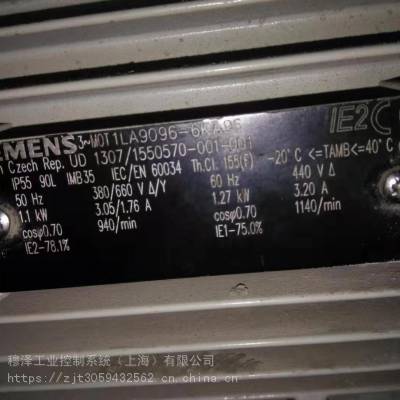 EMENS 3~MOT 1LA9096-6KA96 IE2 C
n Czech Rep. UD 1307/1550570-001-001
IP55 90L IMB35 IEC/EN 60034 Th.Cl. 155(F) -20°C <=TAMB<=40°C
50 Hz 380/660 V Δ/Y 60 Hz 440 V Δ
1.1 kW 3.05/1.76 A 1.27 kW 3.20 A
cosφ0.70 940/min cosφ0.70 1140/min
IE2-78.1% IE1-75.0%
穆泽工业控制系统（上海）有限公司
https://zjt3059432562.cn.china.cn